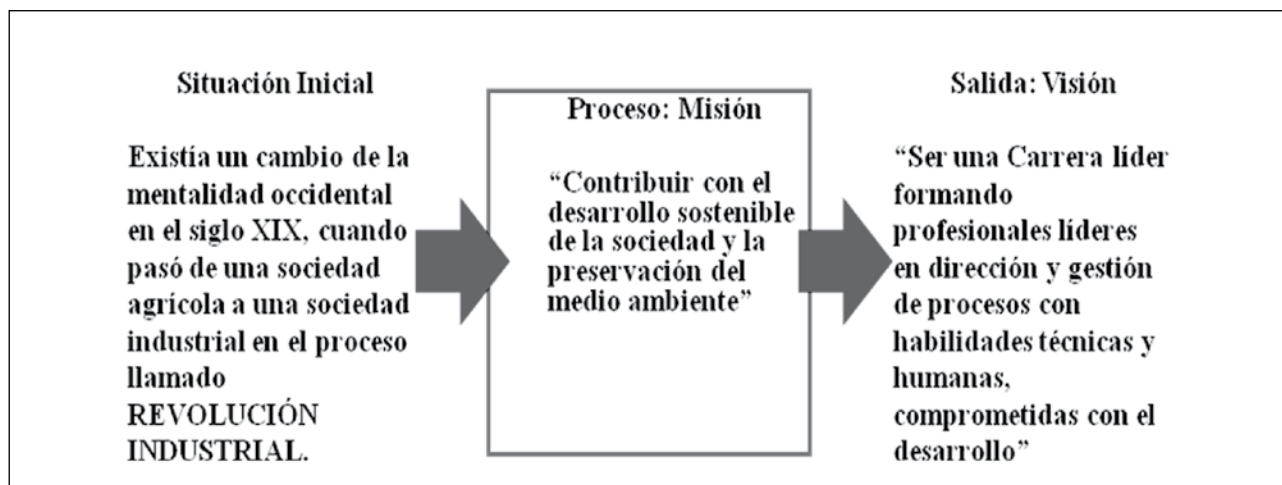 Situación Inicial
Existía un cambio de la
mentalidad occidental
en el siglo XIX, cuando
pasó de una sociedad
agrícola a una sociedad
industrial en el proceso
llamado
REVOLUCIÓN
INDUSTRIAL.
Proceso: Misión
“Contribuir con el
desarrollo sostenible
de la sociedad y la
preservación del
medio ambiente”
Salida: Visión
“Ser una Carrera líder
formando
profesionales líderes
en dirección y gestión
de procesos con
habilidades técnicas y
humanas,
comprometidas con el
desarrollo”